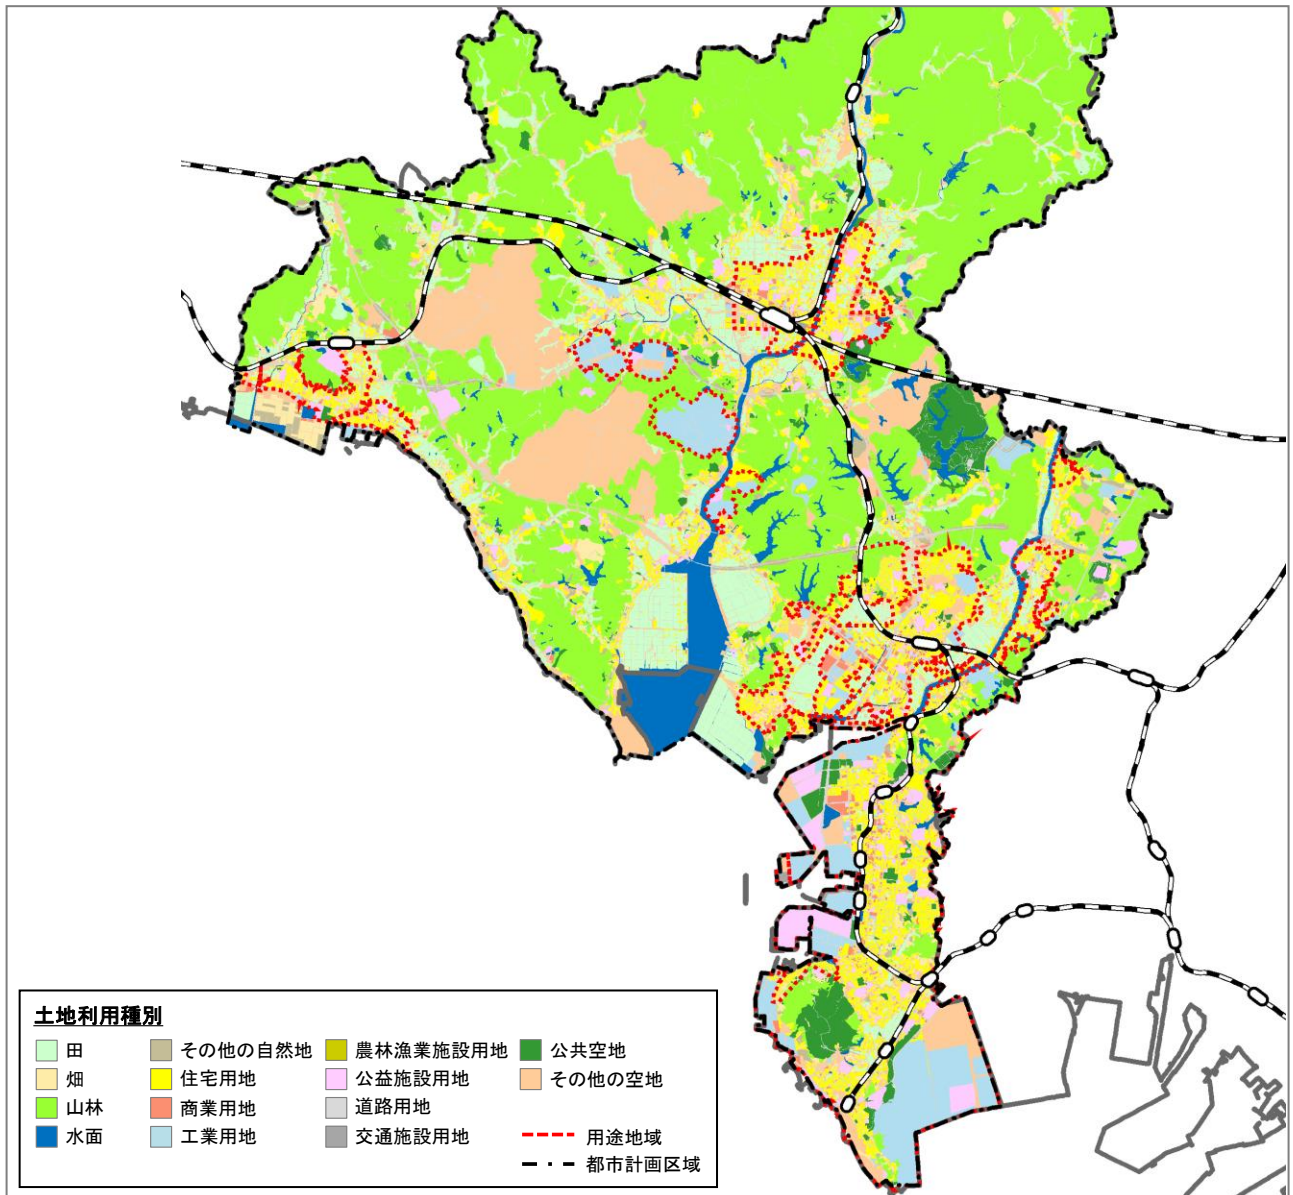 土地利用種別
田 その他の自然地 農林漁業施設用地 公共空地
畑 住宅用地 公益施設用地 その他の空地
山林 商業用地 道路用地
水面 工業用地 交通施設用地 用途地域
都市計画区域